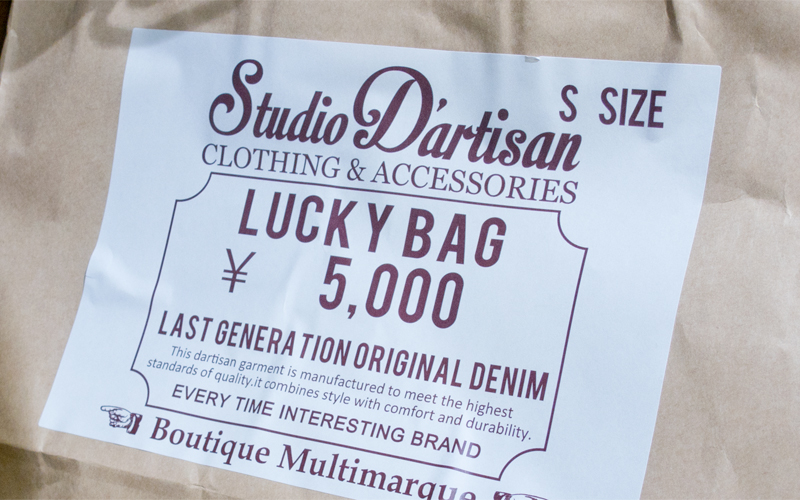 S SIZE
Studio D'artisan
CLOTHING & ACCESSORIES
LUCKY BAG
¥ 5,000
LAST GENERATION ORIGINAL DENIM
This dartisan garment is manufactured to meet the highest
standards of quality.it combines style with comfort and durability.
EVERY TIME INTERESTING BRAND
Boutique Multimarque